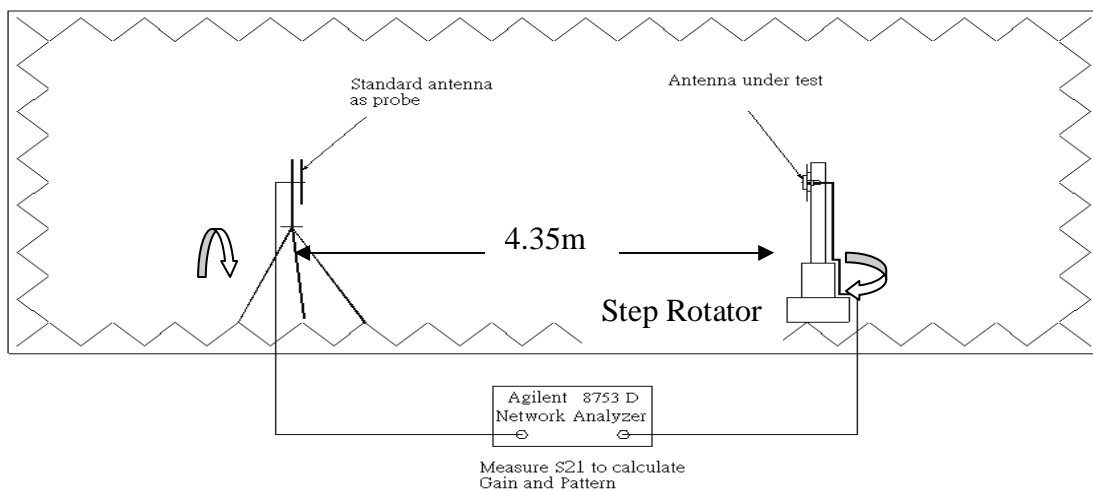 Standard antenna
as probe
Antenna under test
4.35m
Step Rotator
Agilent 8753 D
Network Analyzer
Measure S21 to calculate
Gain and Pattern